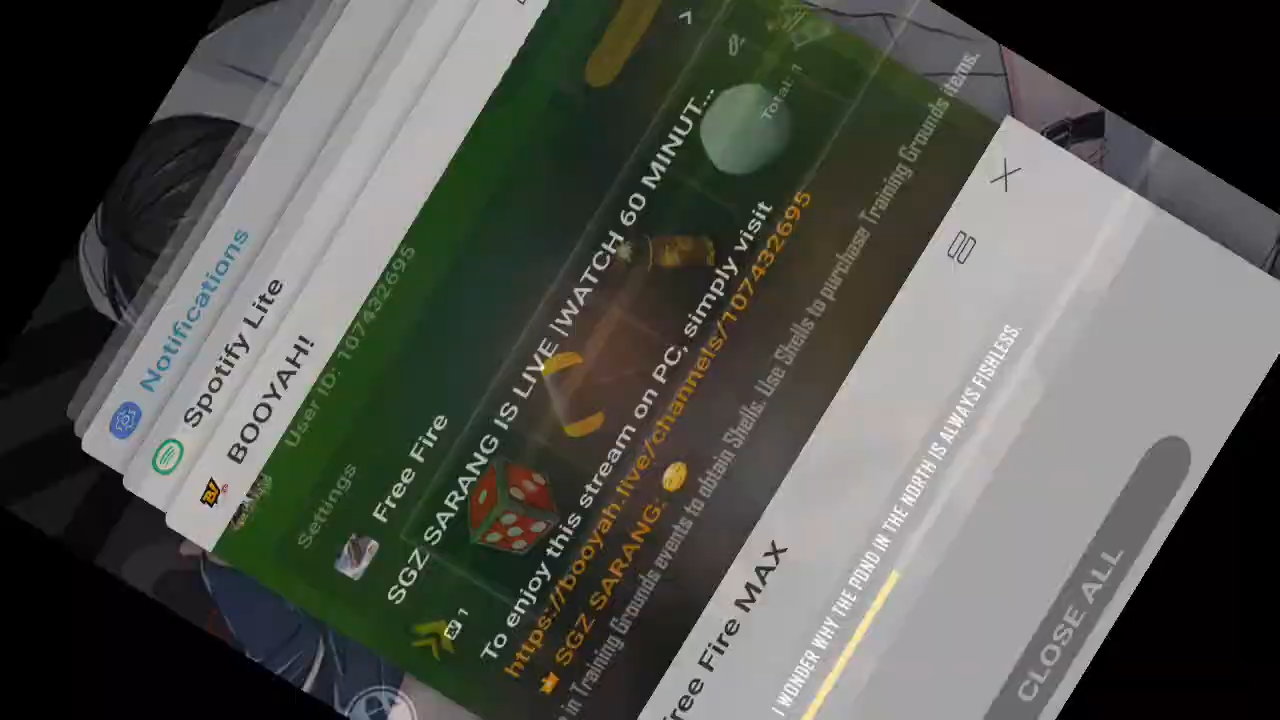 Notifications
Spotify Lite
BOOYAH!
User ID: 107432695
Settings
Free Fire
SGZ SARANG IS LIVE |WATCH 60 MINUT...
1
Total: 1
To enjoy this stream on PC, simply visit
https://booyah.live/channels/107432695
SGZ SARANG:
in Training Grounds events to obtain Shells. Use Shells to purchase Training Grounds items.
ree Fire MAX
I WONDER WHY THE POND IN THE NORTH IS ALWAYS FISHLESS.
CLOSE ALL